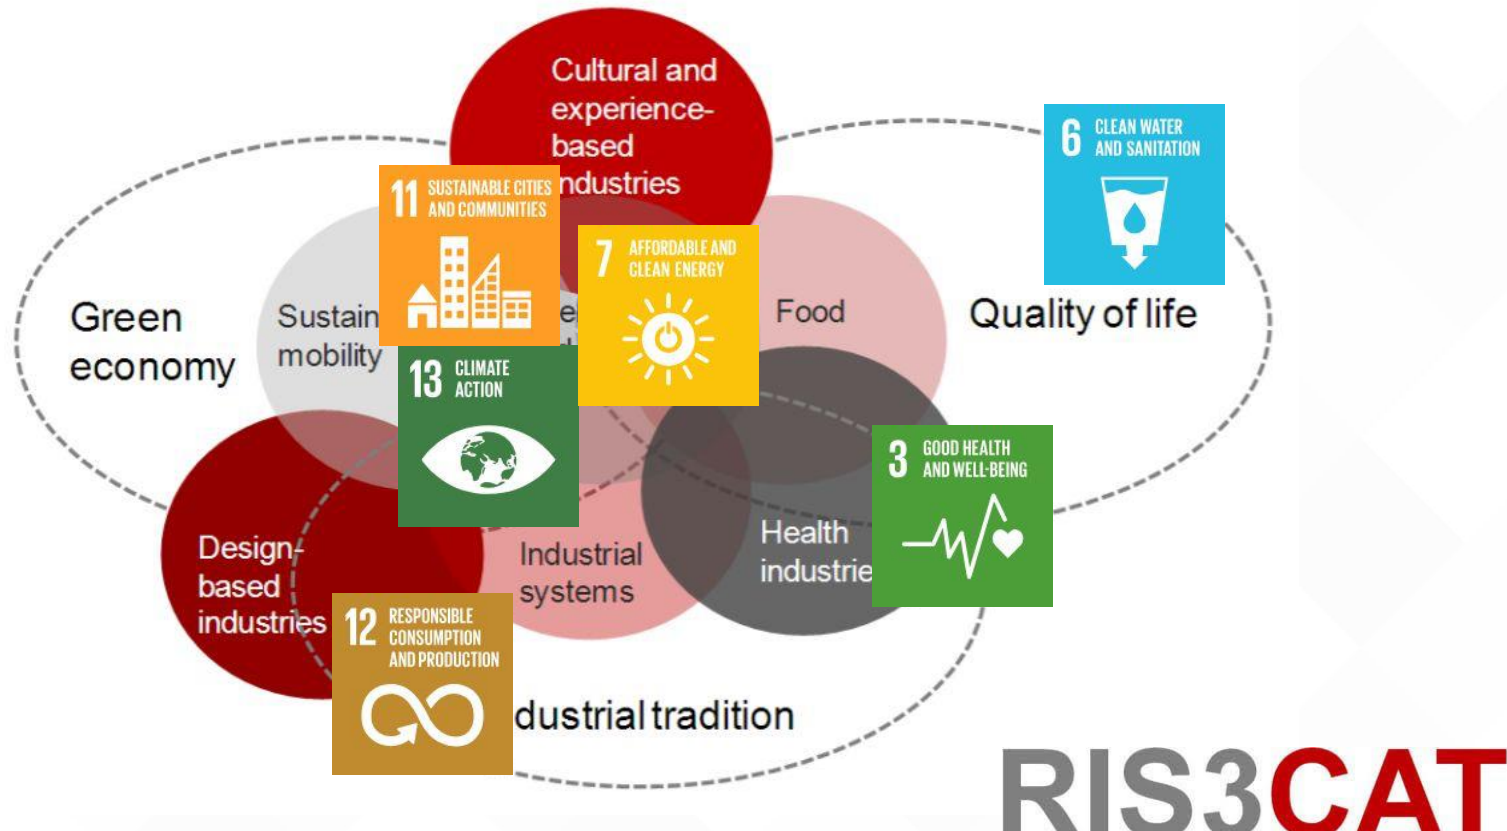 Cultural and
experience-
based
industries
6 CLEAN WATER
AND SANITATION
11 SUSTAINABLE CITIES
AND COMMUNITIES
7 AFFORDABLE AND
CLEAN ENERGY
Green
economy
Sustain
mobility
Food
Quality of life
13 CLIMATE
ACTION
3 GOOD HEALTH
AND WELL-BEING
Design-
based
industries
Industrial
systems
Health
industrie
12 RESPONSIBLE
CONSUMPTION
AND PRODUCTION
dustrial tradition
RIS3CAT